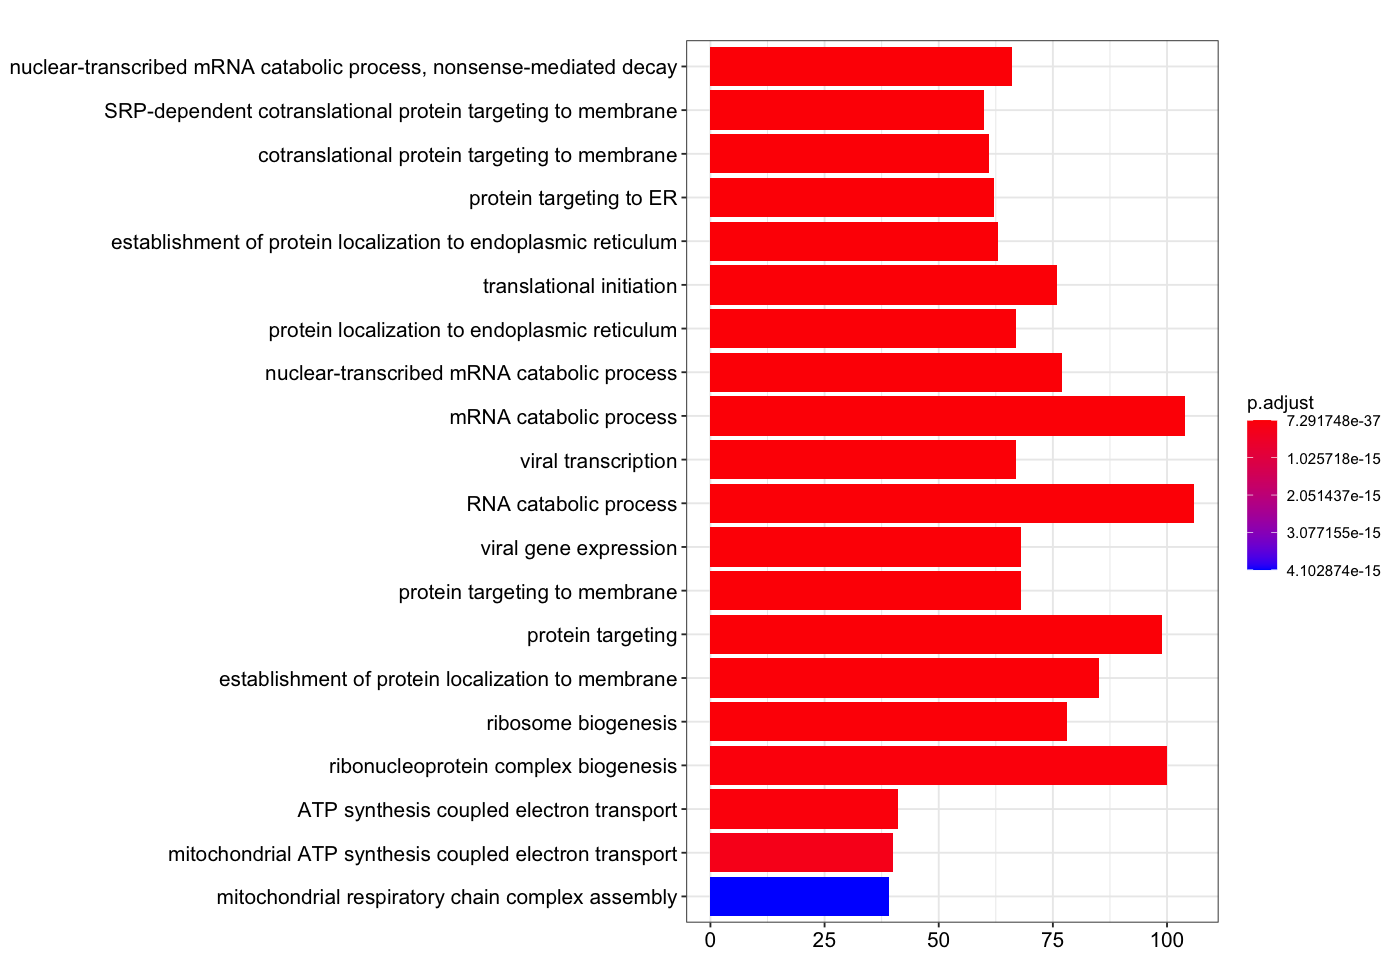 nuclear-transcribed mRNA catabolic process, nonsense-mediated decay
SRP-dependent cotranslational protein targeting to membrane
cotranslational protein targeting to membrane
protein targeting to ER
establishment of protein localization to endoplasmic reticulum
translational initiation
protein localization to endoplasmic reticulum
nuclear-transcribed mRNA catabolic process
mRNA catabolic process
viral transcription
RNA catabolic process
viral gene expression
protein targeting to membrane
protein targeting
establishment of protein localization to membrane
ribosome biogenesis
ribonucleoprotein complex biogenesis
ATP synthesis coupled electron transport
mitochondrial ATP synthesis coupled electron transport
mitochondrial respiratory chain complex assembly
0 25 50 75 100
p.adjust
7.291748e-37
1.025718e-15
2.051437e-15
3.077155e-15
4.102874e-15